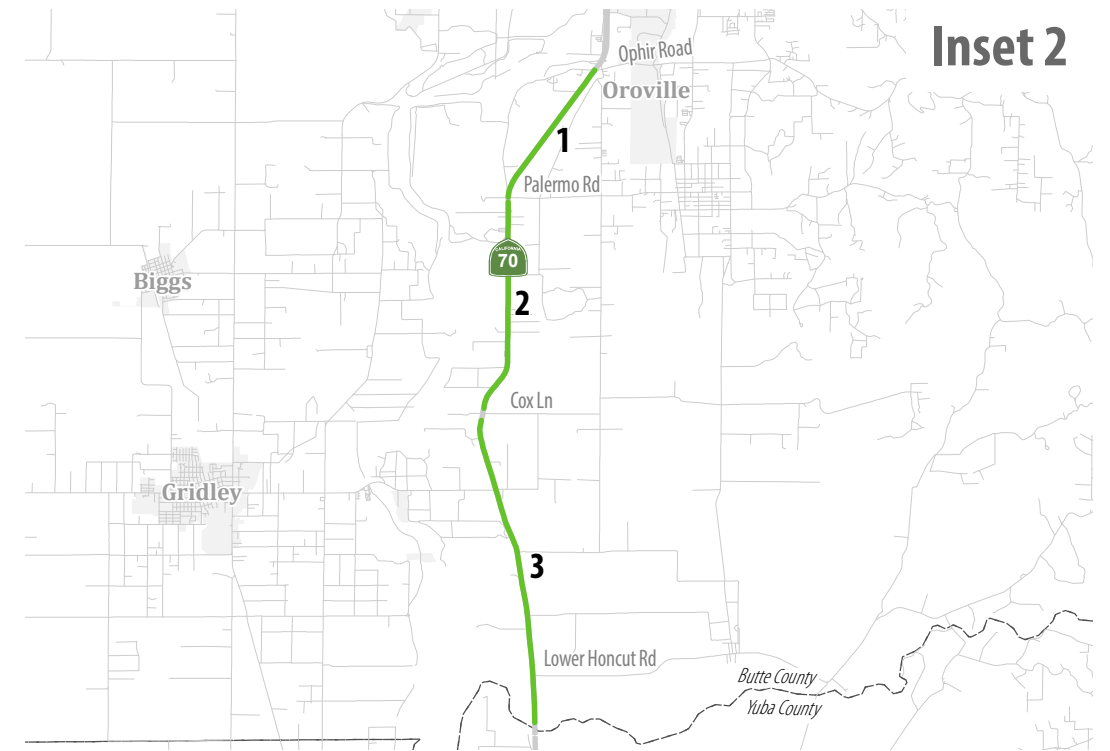 Inset 2
Ophir Road
Oroville
1
Palermo Rd
CALIFORNIA
70
Biggs
2
Cox Ln
Gridley
3
Lower Honcut Rd
Butte County
Yuba County